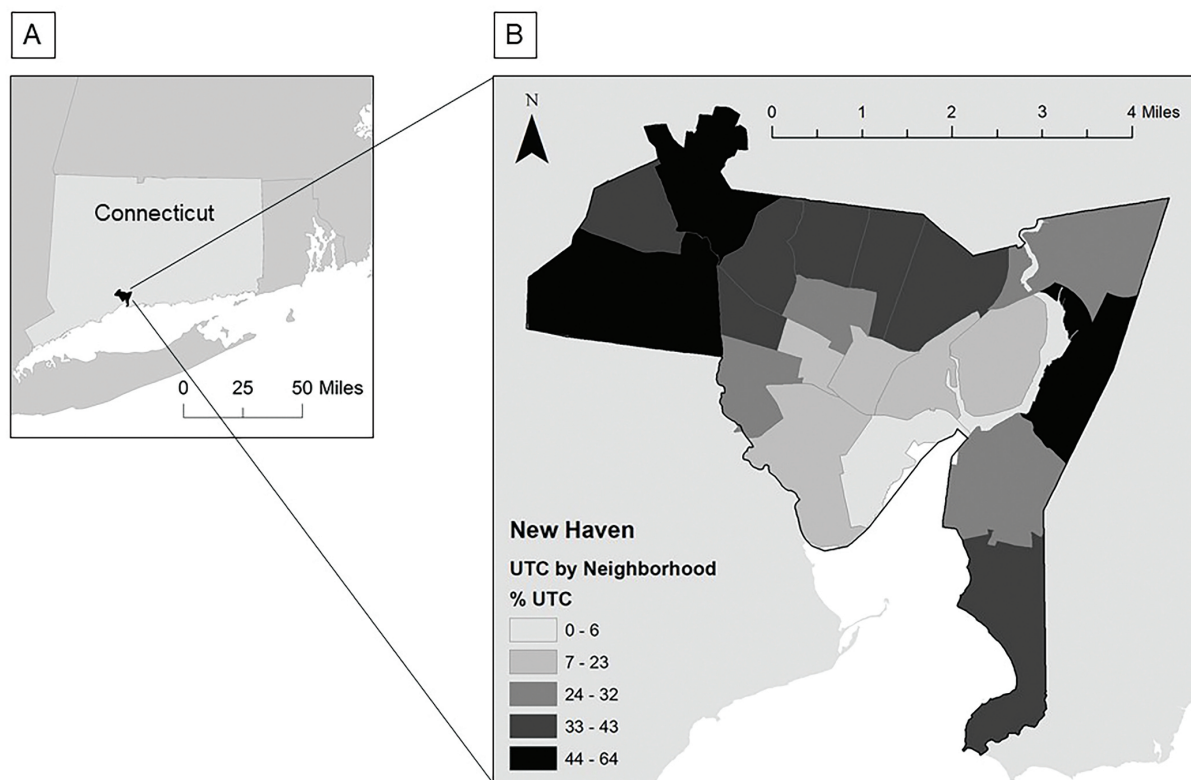 A
B
Connecticut
0 25 50 Miles
N
0 1 2 3 4 Miles
New Haven
UTC by Neighborhood
% UTC
0 - 6
7 - 23
24 - 32
33 - 43
44 - 64